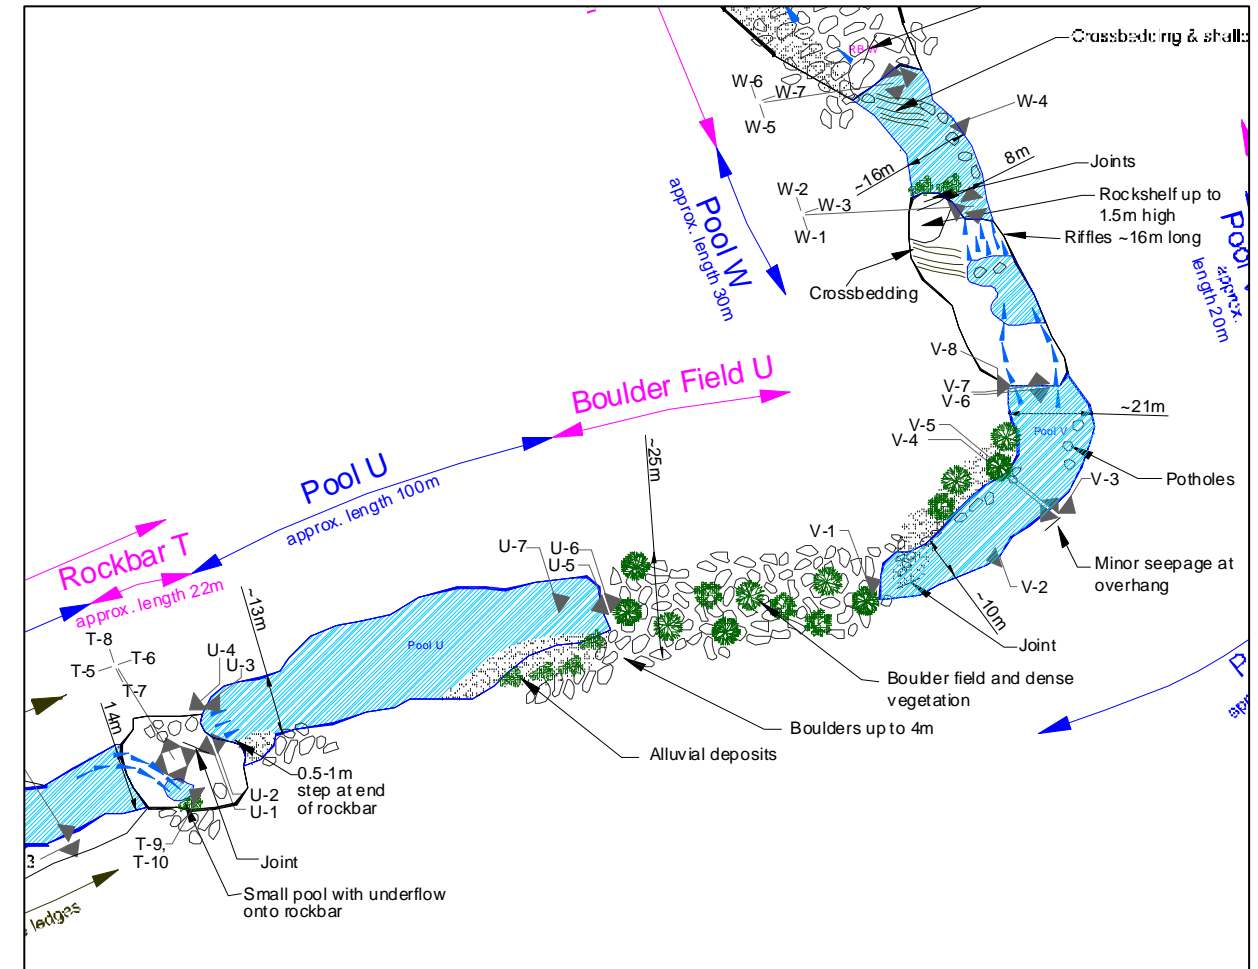 RB W
Crossbedding & shallo
W-6
W-7
W-5
W-4
~16m
8m
Joints
W-2
W-3
W-1
Rockshelf up to
1.5m high
Riffles ~16m long
Pool W
approx. length 30m
Crossbedding
Pool
approx.
length 20m
V-8
V-7
V-6
Boulder Field U
~21m
V-5
V-4
Pool V
~25m
Pool U
approx. length 100m
V-3
Potholes
Rockbar T
approx. length 22m
U-7
U-6
U-5
V-1
Minor seepage at
overhang
V-2
~10m
~13m
T-8
T-6
T-5
T-7
U-4
U-3
Pool U
Joint
Boulder field and dense
vegetation
14m
Boulders up to 4m
Alluvial deposits
0.5-1m
step at end
of rockbar
U-2
U-1
T-9,
T-10
Joint
Small pool with underflow
onto rockbar
ledges